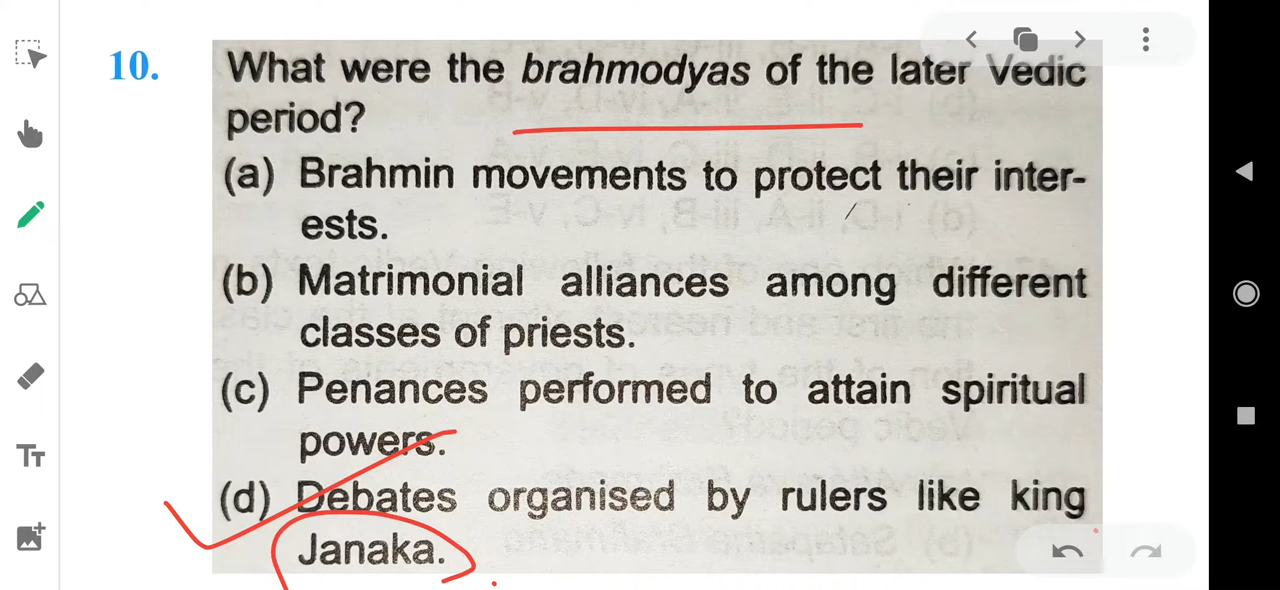 10. What were the brahmodyas of the later Vedic
period?
(a) Brahmin movements to protect their inter-
ests.
(b) Matrimonial alliances among different
classes of priests.
(c) Penances performed to attain spiritual
powers.
(d) Debates organised by rulers like king
Janaka.